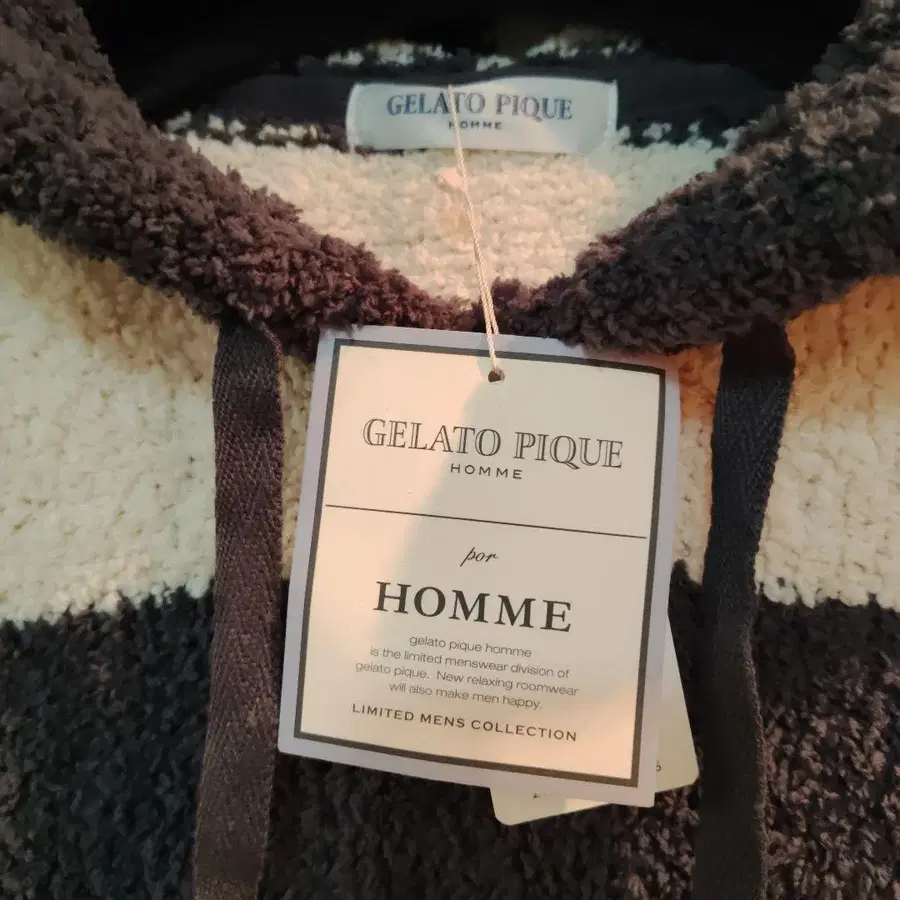 GELATO PIQUE
HOMME
GELATO PIQUE
HOMME
por
HOMME
gelato pique homme
is the limited menswear division of
gelato pique. New relaxing roomwear
will also make men happy.
LIMITED MENS COLLECTION